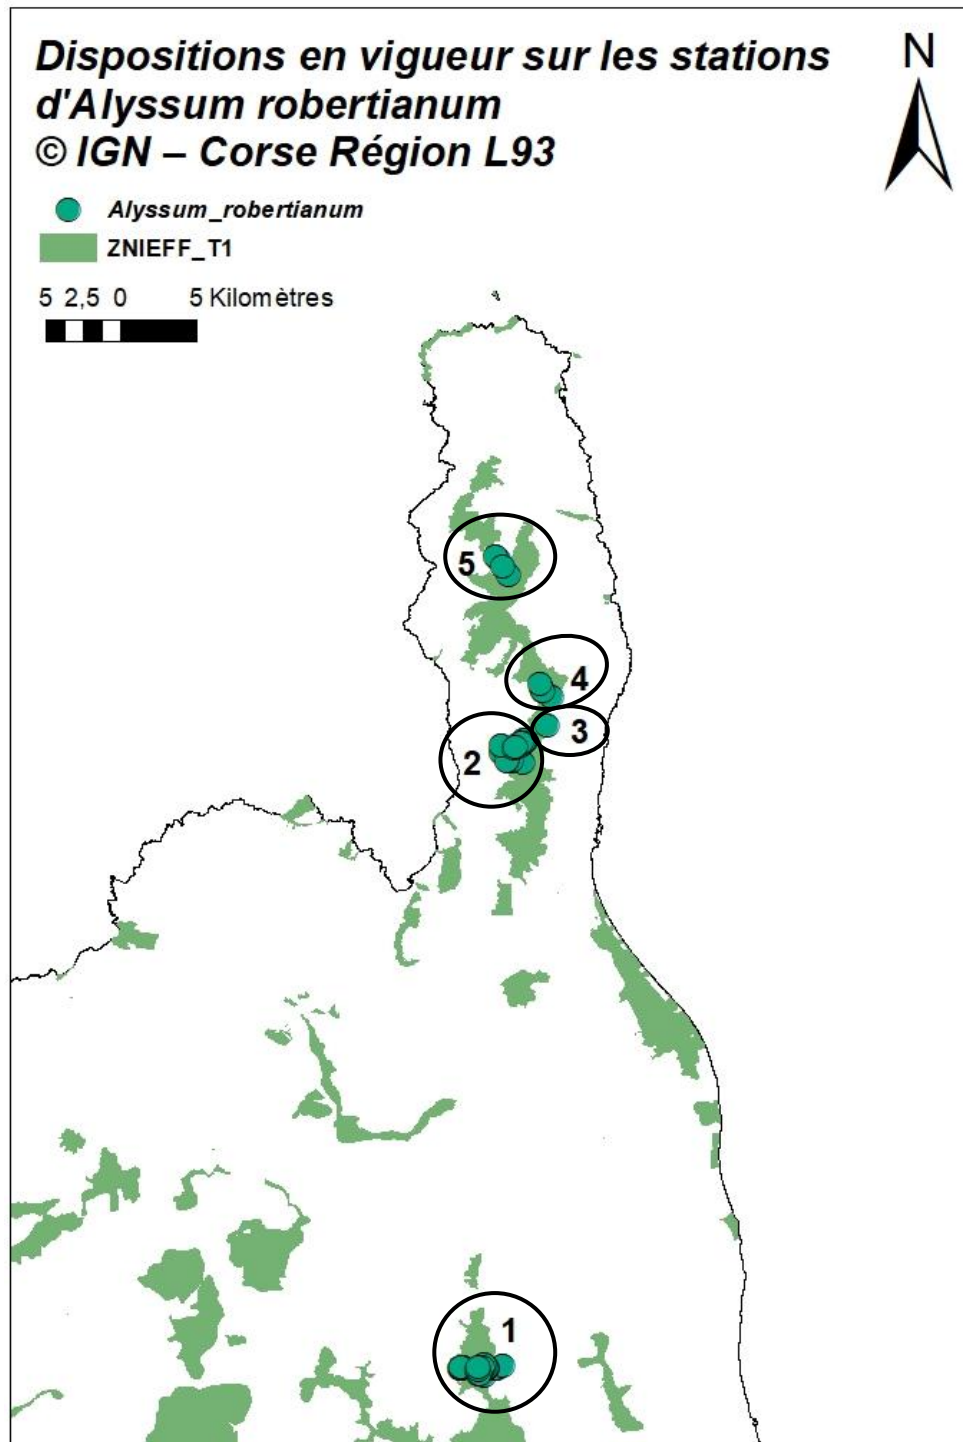 Dispositions en vigueur sur les stations
d'Alyssum robertianum
© IGN – Corse Région L93
N
Alyssum_robertianum
ZNIEFF_T1
5 2,5 0 5 Kilomètres
5
4
3
2
1